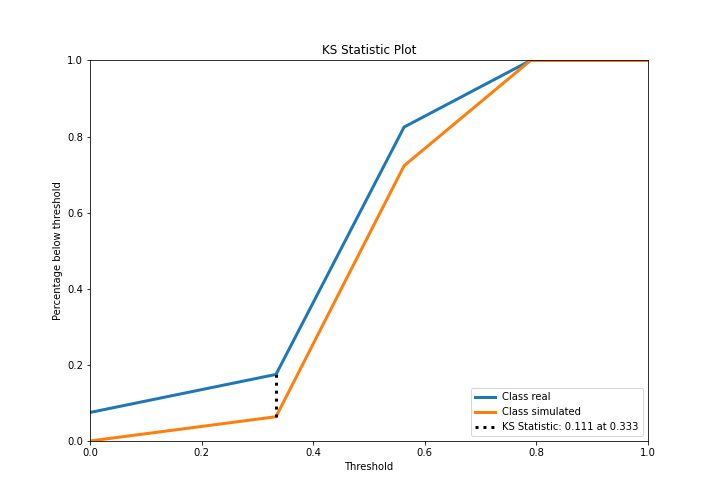 KS Statistic Plot
1.0
0.8
0.6
0.4
0.2
0.0
Percentage below threshold
Class real
Class simulated
KS Statistic: 0.111 at 0.333
0.0 0.2 0.4 0.6 0.8 1.0
Threshold